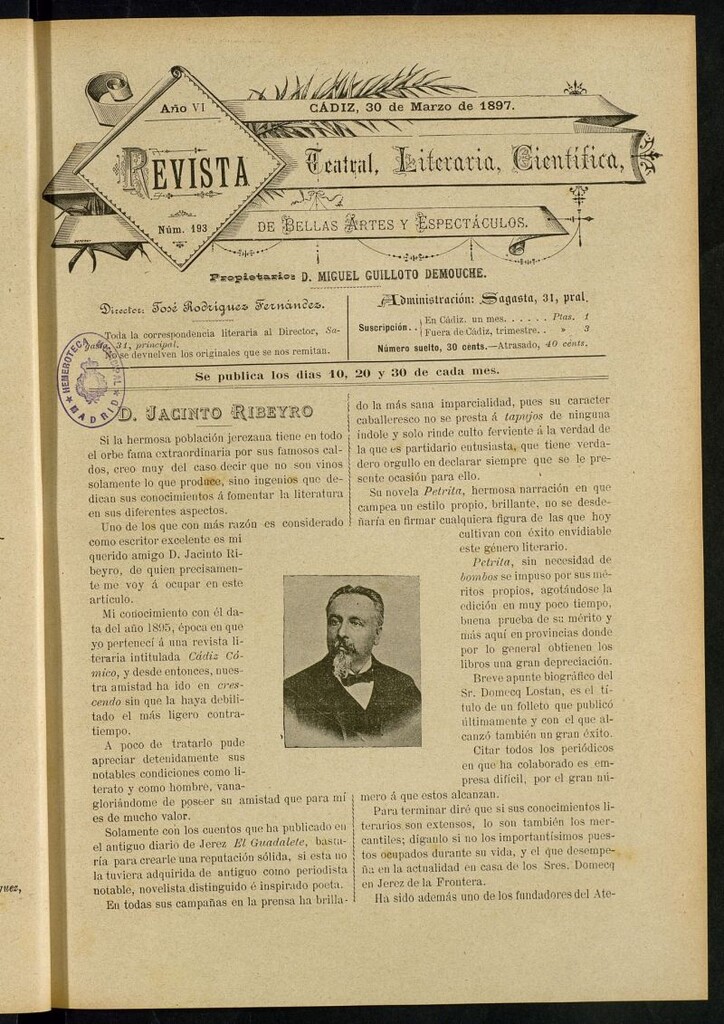 Año VI
CÁDIZ, 30 de Marzo de 1897.
REVISTA
Teatral, Literaria, Científica,
Núm. 193
DE BELLAS ARTES Y ESPECTÁCULOS.
Propietario: D. MIGUEL GUILLOTO DEMOUCHE.
Director: José Rodríguez Fernández.
Toda la correspondencia literaria al Director, Sa-
gasta, 31, principal.
No se devuelven los originales que se nos remitan.
Administración: Sagasta, 31, pral.
Suscripción.. En Cádiz. un mes. . . . . . Ptas. 1
Fuera de Cádiz, trimestre. . » 3
Número suelto, 30 cents.—Atrasado, 40 cents.
Se publica los dias 10, 20 y 30 de cada mes.
HEMEROTECA MUNICIPAL
MADRID
D. JACINTO RIBEYRO
Si la hermosa población jerezana tiene en todo
el orbe fama extraordinaria por sus famosos cal-
dos, creo muy del caso decir que no son vinos
solamente lo que produce, sino ingenios que de-
dican sus conocimientos á fomentar la literatura
en sus diferentes aspectos.
Uno de los que con más razón es considerado
como escritor excelente es mi
querido amigo D. Jacinto Ri-
beyro, de quien precisamen-
te me voy á ocupar en este
artículo.
Mi conocimiento con él da-
ta del año 1895, época en que
yo pertenecí á una revista li-
teraria intitulada Cádiz Có-
mico, y desde entonces, nues-
tra amistad ha ido en cres-
cendo sin que la haya debili-
tado el más ligero contra-
tiempo.
A poco de tratarlo pude
apreciar detenidamente sus
notables condiciones como li-
terato y como hombre, vana-
gloriándome de poseer su amistad que para mí
es de mucho valor.
Solamente con los cuentos que ha publicado en
el antiguo diario de Jerez El Guadalete, basta-
ría para crearle una reputación sólida, si esta no
la tuviera adquirida de antiguo como periodista
notable, novelista distinguido é inspirado poeta.
En todas sus campañas en la prensa ha brilla-
do la más sana imparcialidad, pues su caracter
caballeresco no se presta á tapujos de ninguna
indole y solo rinde culto ferviente á la verdad de
la que es partidario entusiasta, que tiene verda-
dero orgullo en declarar siempre que se le pre-
sente ocasión para ello.
Su novela Petrita, hermosa narración en que
campea un estilo propio, brillante, no se desde-
ñaría en firmar cualquiera figura de las que hoy
cultivan con éxito envidiable
este género literario.
Petrita, sin necesidad de
bombos se impuso por sus mé-
ritos propios, agotándose la
edición en muy poco tiempo,
buena prueba de su mérito y
más aquí en provincias donde
por lo general obtienen los
libros una gran depreciación.
Breve apunte biográfico del
Sr. Domecq Lostan, es el tí-
tulo de un folleto que publicó
últimamente y con el que al-
canzó también un gran éxito.
Citar todos los periódicos
en que ha colaborado es em-
presa difícil, por el gran nú-
mero á que estos alcanzan.
Para terminar diré que si sus conocimientos li-
terarios son extensos, lo son también los mer-
cantiles; díganlo si no los importantísimos pues-
tos ocupados durante su vida, y el que desempe-
ña en la actualidad en casa de los Sres. Domecq
en Jerez de la Frontera.
Ha sido además uno de los fundadores del Ate-